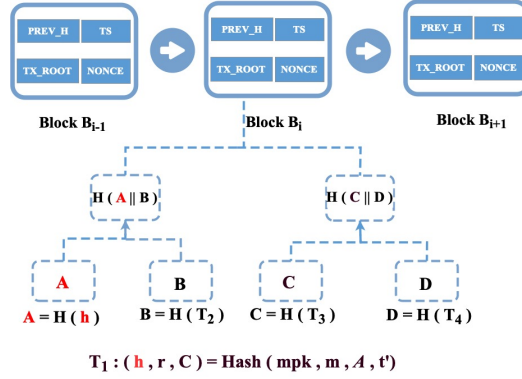 PREV_H TS PREV_H TS PREV_H TS
TX_ROOT NONCE TX_ROOT NONCE TX_ROOT NONCE
Block Bi-1 Block Bi Block Bi+1
H ( A || B ) H ( C || D )
A B C D
A = H ( h ) B = H ( T2 ) C = H ( T3 ) D = H ( T4 )
T1 : ( h , r , C ) = Hash ( mpk , m , A , t')